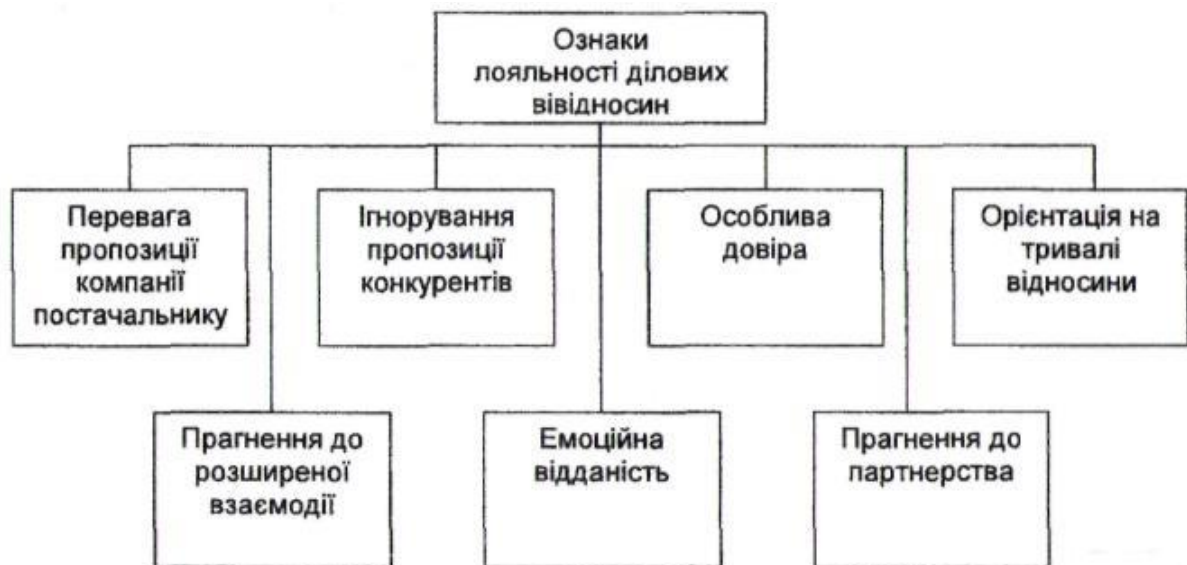 Ознаки
лояльності ділових
вівідносин
Перевага
пропозиції
компанії
постачальнику
Ігнорування
пропозиції
конкурентів
Особлива
довіра
Орієнтація на
тривалі
відносини
Прагнення до
розширеної
взаємодії
Емоційна
відданість
Прагнення до
партнерства